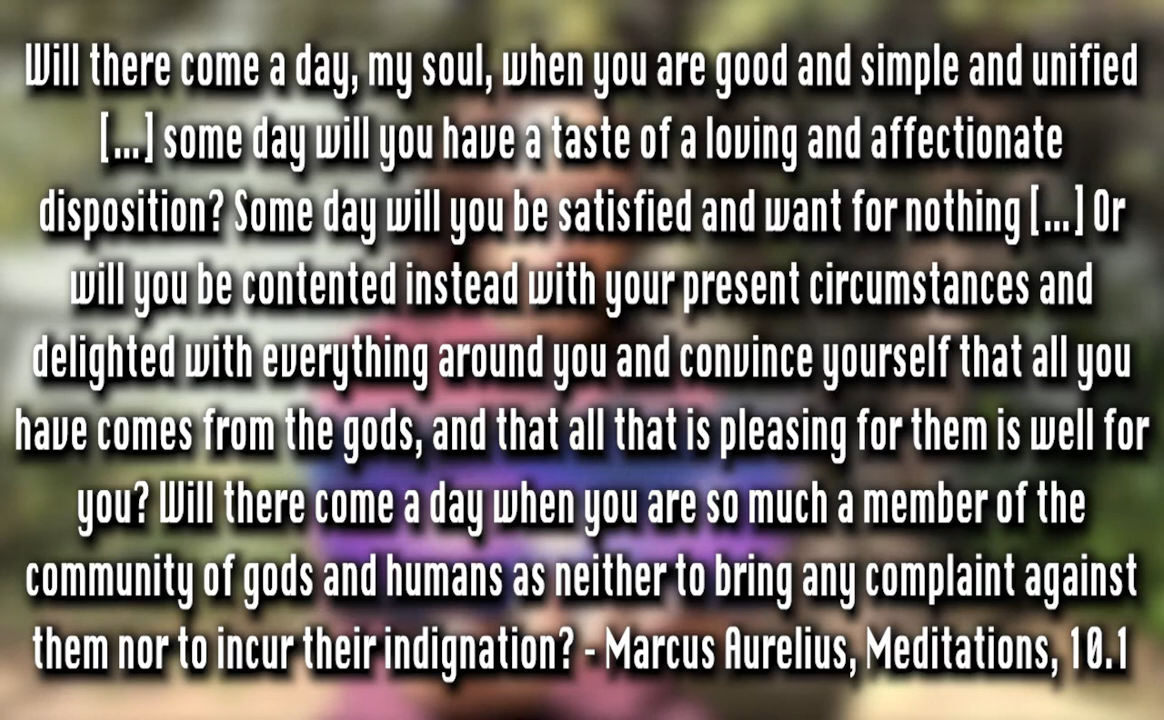 Will there come a day, my soul, when you are good and simple and unified
[...] some day will you have a taste of a loving and affectionate
disposition? Some day will you be satisfied and want for nothing [...] Or
will you be contented instead with your present circumstances and
delighted with everything around you and convince yourself that all you
have comes from the gods, and that all that is pleasing for them is well for
you? Will there come a day when you are so much a member of the
community of gods and humans as neither to bring any complaint against
them nor to incur their indignation? - Marcus Aurelius, Meditations, 10.1